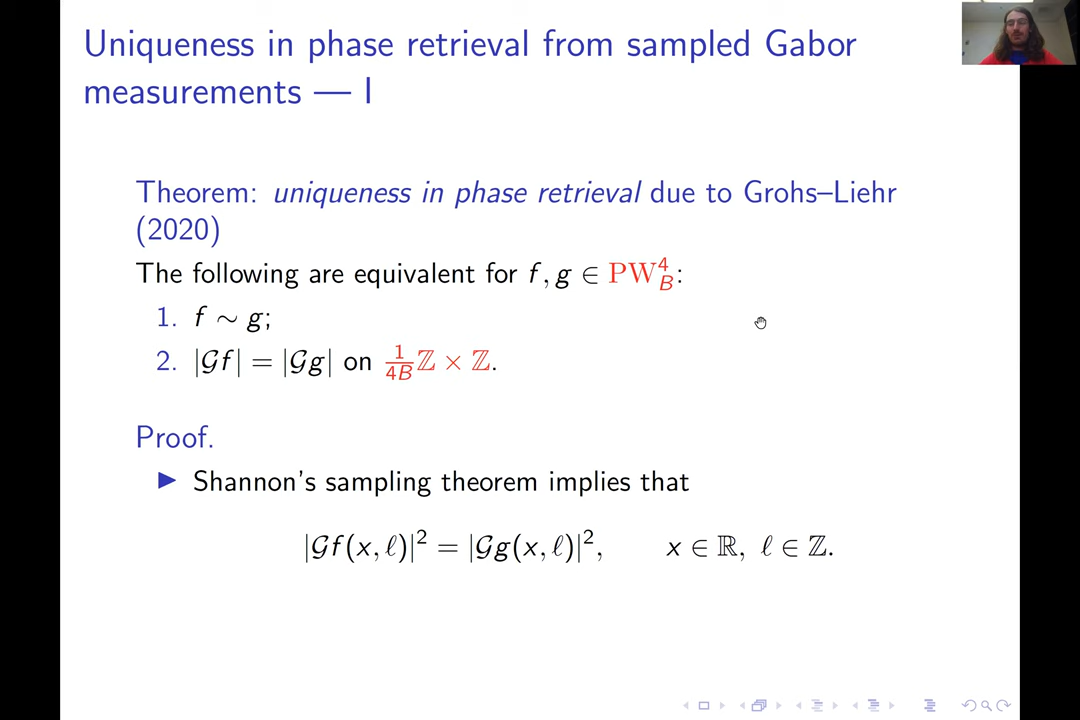 Uniqueness in phase retrieval from sampled Gabor
measurements — I
Theorem: uniqueness in phase retrieval due to Grohs–Liehr
(2020)
The following are equivalent for f, g ∈ PW⁴_B:
1. f ∼ g;
2. |𝒢f| = |𝒢g| on 1/4B ℤ × ℤ.
Proof.
▶ Shannon's sampling theorem implies that
|𝒢f(x, ℓ)|² = |𝒢g(x, ℓ)|², x ∈ ℝ, ℓ ∈ ℤ.